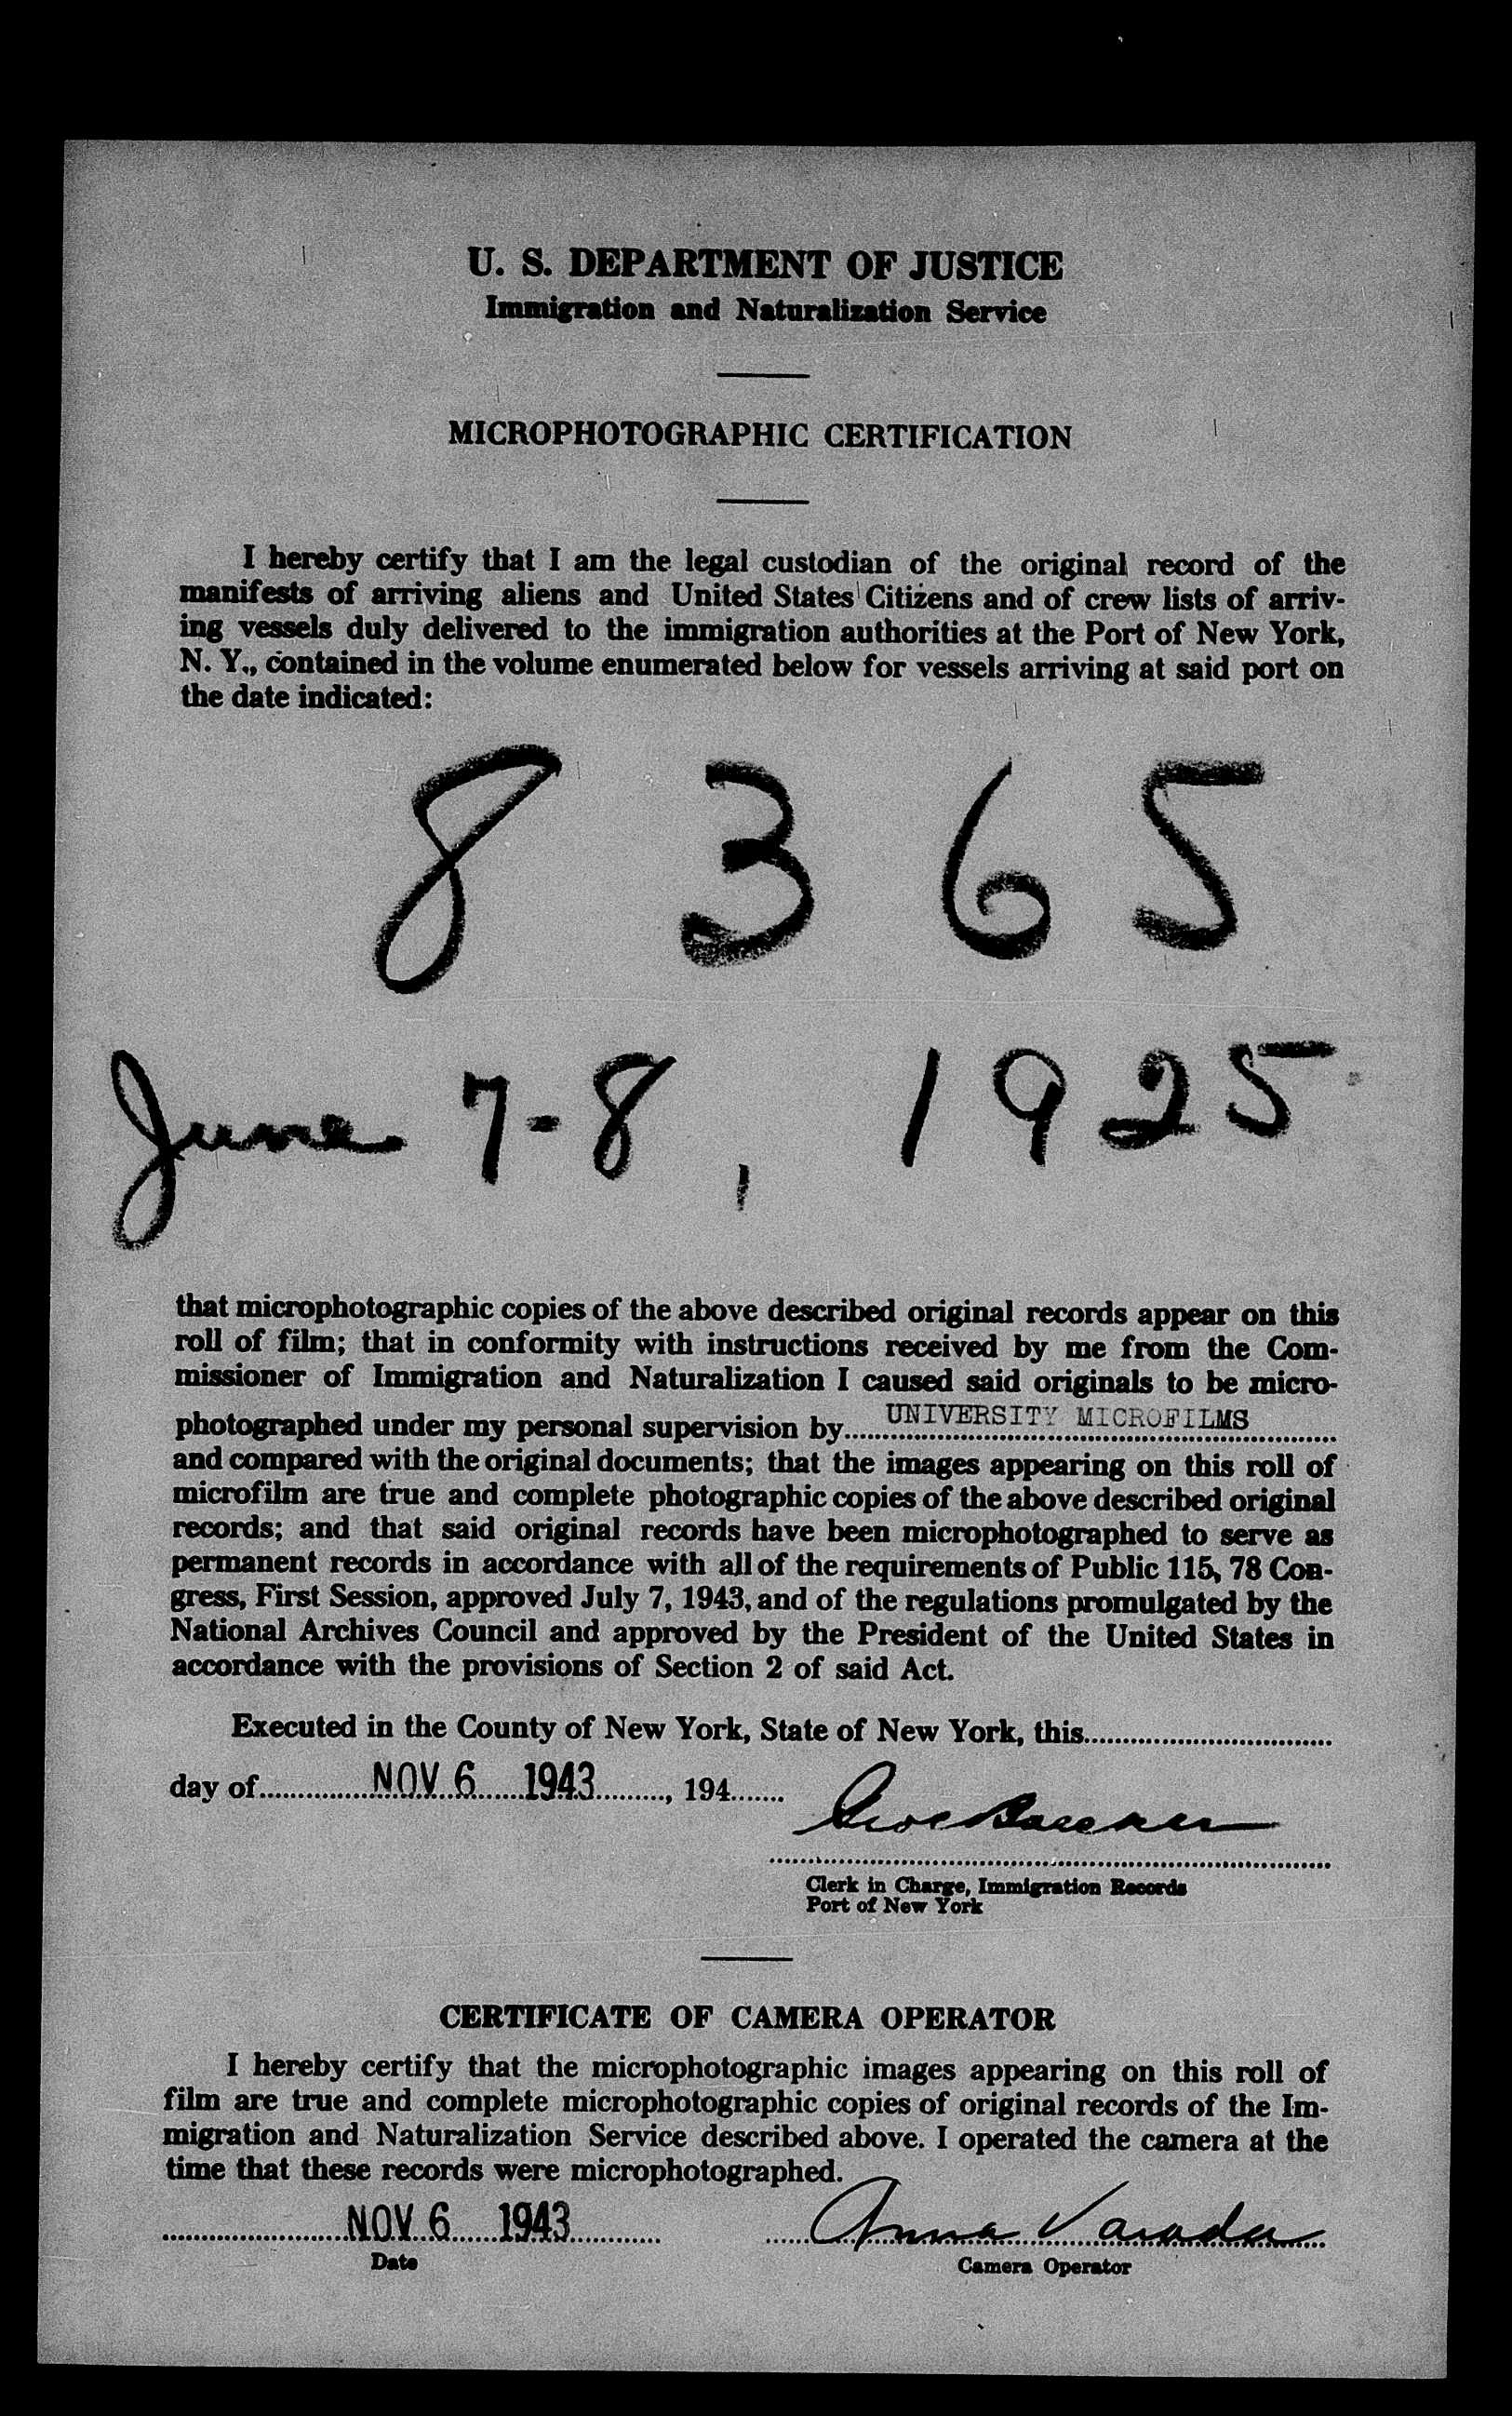 U. S. DEPARTMENT OF JUSTICE
Immigration and Naturalization Service
MICROPHOTOGRAPHIC CERTIFICATION
I hereby certify that I am the legal custodian of the original record of the
manifests of arriving aliens and United States Citizens and of crew lists of arriv-
ing vessels duly delivered to the immigration authorities at the Port of New York,
N. Y., contained in the volume enumerated below for vessels arriving at said port on
the date indicated:
8 3 6 5
June 7-8, 1925
that microphotographic copies of the above described original records appear on this
roll of film; that in conformity with instructions received by me from the Com-
missioner of Immigration and Naturalization I caused said originals to be micro-
photographed under my personal supervision by UNIVERSITY MICROFILMS
and compared with the original documents; that the images appearing on this roll of
microfilm are true and complete photographic copies of the above described original
records; and that said original records have been microphotographed to serve as
permanent records in accordance with all of the requirements of Public 115, 78 Con-
gress, First Session, approved July 7, 1943, and of the regulations promulgated by the
National Archives Council and approved by the President of the United States in
accordance with the provisions of Section 2 of said Act.
Executed in the County of New York, State of New York, this
day of NOV 6 1943, 194
Clerk in Charge, Immigration Records
Port of New York
CERTIFICATE OF CAMERA OPERATOR
I hereby certify that the microphotographic images appearing on this roll of
film are true and complete microphotographic copies of original records of the Im-
migration and Naturalization Service described above. I operated the camera at the
time that these records were microphotographed.
NOV 6 1943 Anna
Date
Camera Operator